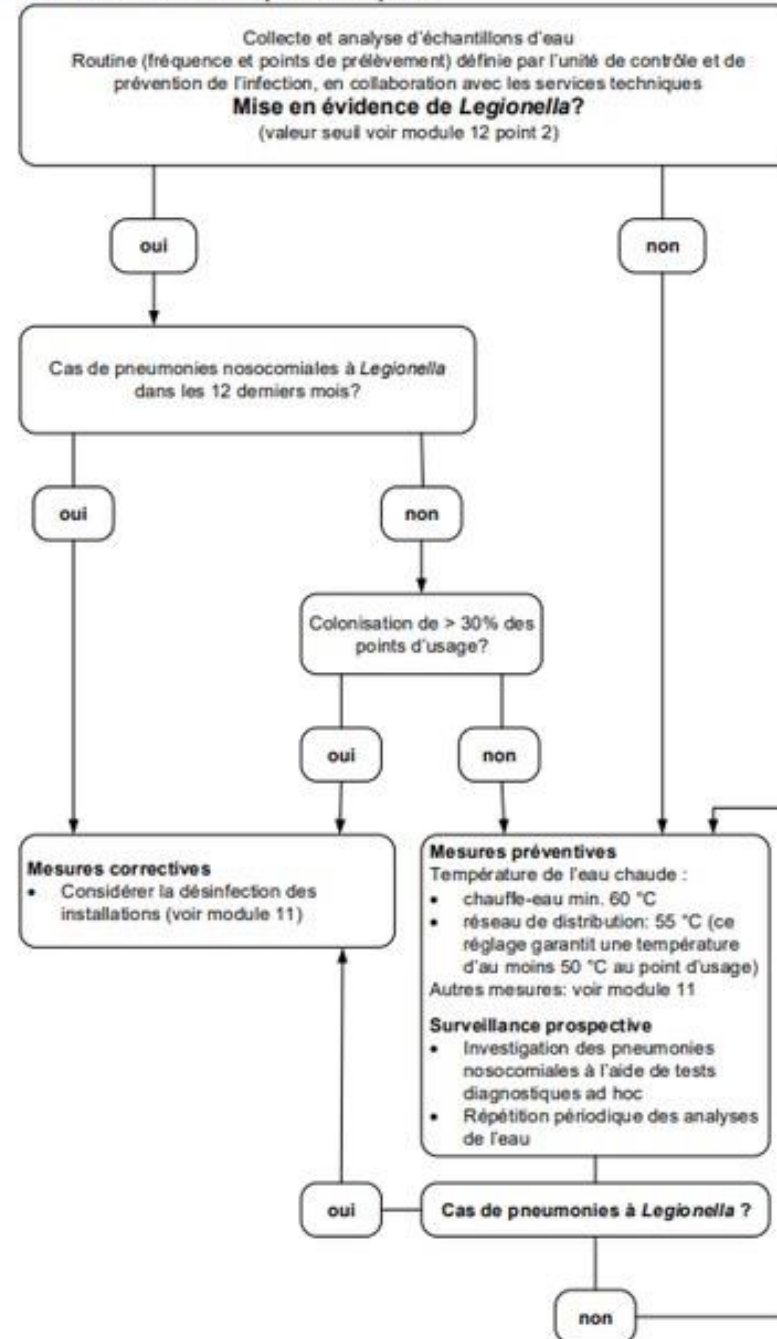 Collecte et analyse d'échantillons d'eau
Routine (fréquence et points de prélèvement) définie par l'unité de contrôle et de
prévention de l'infection, en collaboration avec les services techniques
Mise en évidence de Legionella?
(valeur seuil voir module 12 point 2)
oui
non
Cas de pneumonies nosocomiales à Legionella
dans les 12 derniers mois?
oui
non
Colonisation de > 30% des
points d'usage?
oui
non
Mesures correctives
• Considérer la désinfection des
installations (voir module 11)
Mesures préventives
Température de l'eau chaude :
• chauffe-eau min. 60 °C
• réseau de distribution: 55 °C (ce
réglage garantit une température
d'au moins 50 °C au point d'usage)
Autres mesures: voir module 11
Surveillance prospective
• Investigation des pneumonies
nosocomiales à l'aide de tests
diagnostiques ad hoc
• Répétition périodique des analyses
de l'eau
oui
Cas de pneumonies à Legionella ?
non